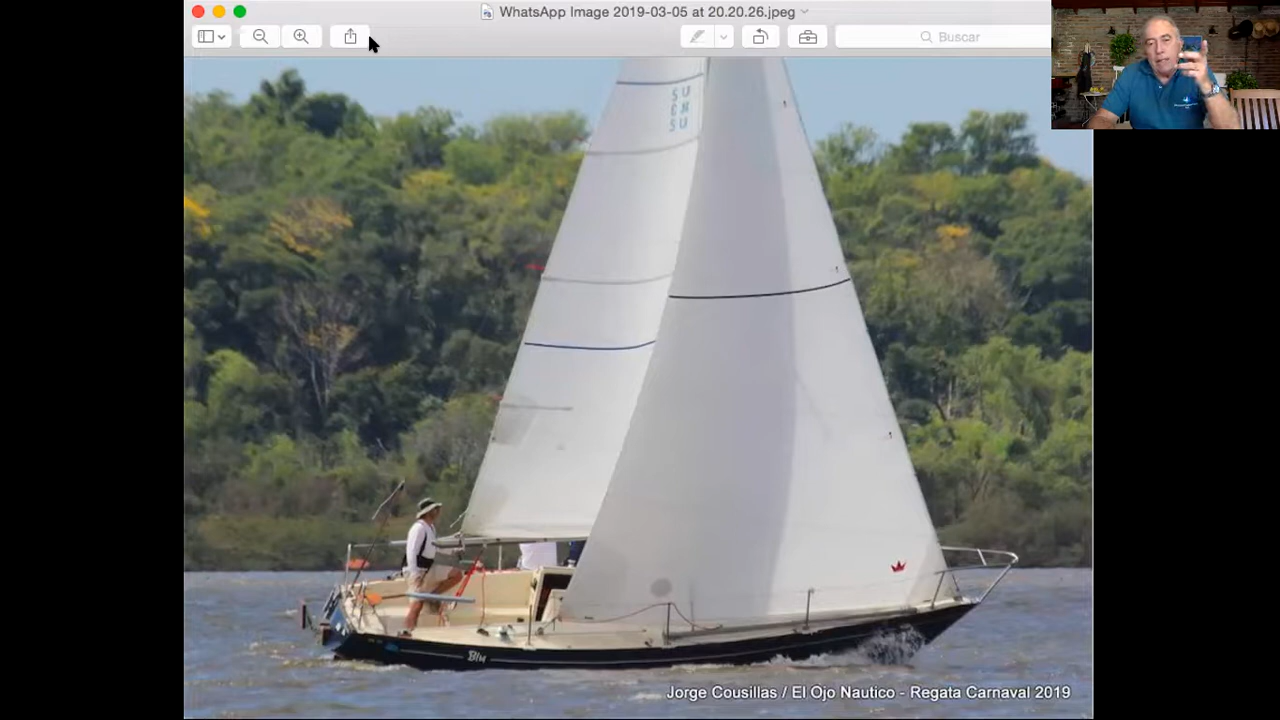 WhatsApp Image 2019-03-05 at 20.20.26.jpeg
Buscar
Blu
Jorge Cousillas / El Ojo Nautico - Regata Carnaval 2019